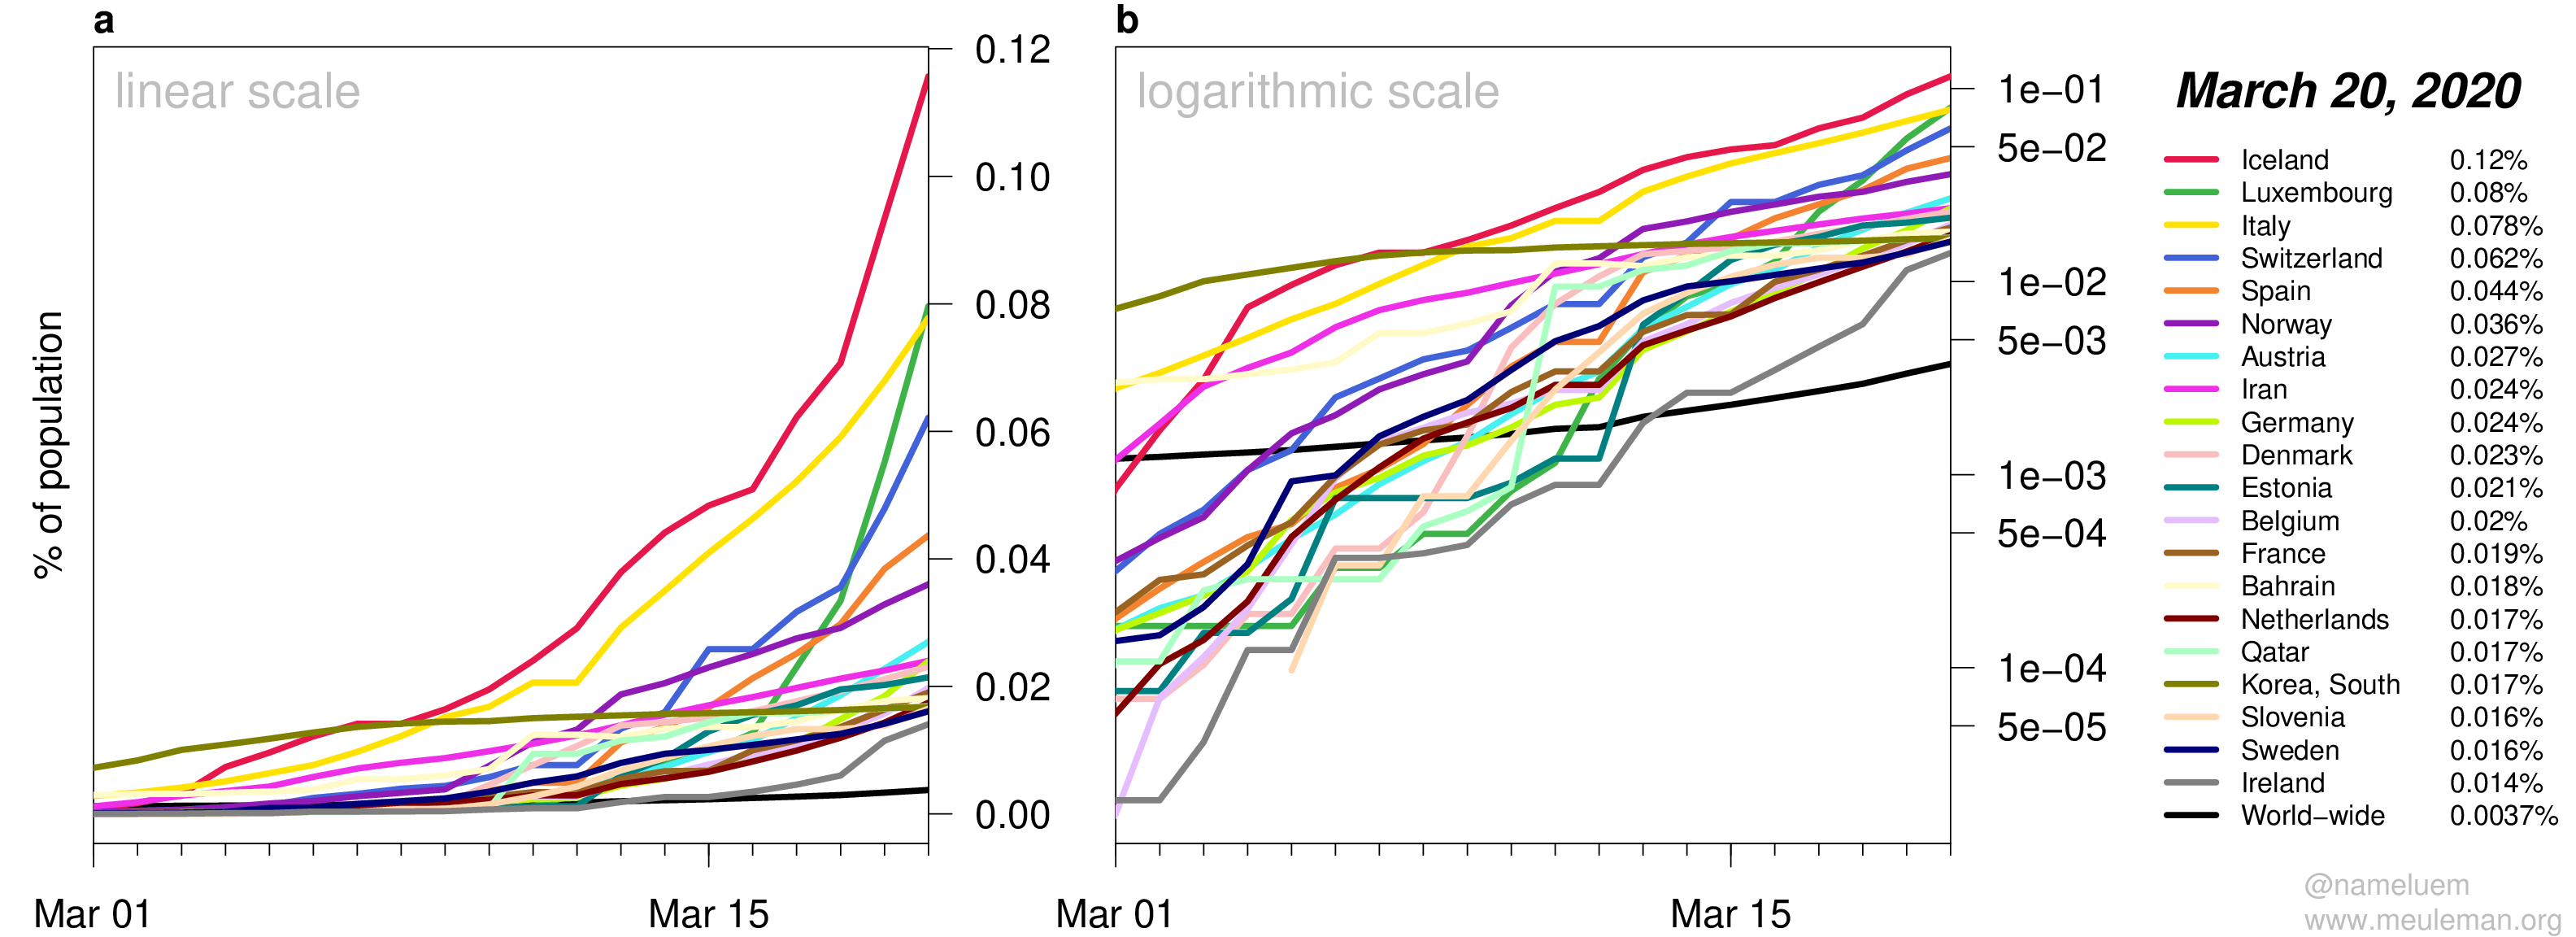 a
linear scale
% of population
0.12
0.10
0.08
0.06
0.04
0.02
0.00
Mar 01
Mar 15
b
logarithmic scale
1e−01
5e−02
1e−02
5e−03
1e−03
5e−04
1e−04
5e−05
Mar 01
Mar 15
March 20, 2020
Iceland 0.12%
Luxembourg 0.08%
Italy 0.078%
Switzerland 0.062%
Spain 0.044%
Norway 0.036%
Austria 0.027%
Iran 0.024%
Germany 0.024%
Denmark 0.023%
Estonia 0.021%
Belgium 0.02%
France 0.019%
Bahrain 0.018%
Netherlands 0.017%
Qatar 0.017%
Korea, South 0.017%
Slovenia 0.016%
Sweden 0.016%
Ireland 0.014%
World−wide 0.0037%
@nameluem
www.meuleman.org